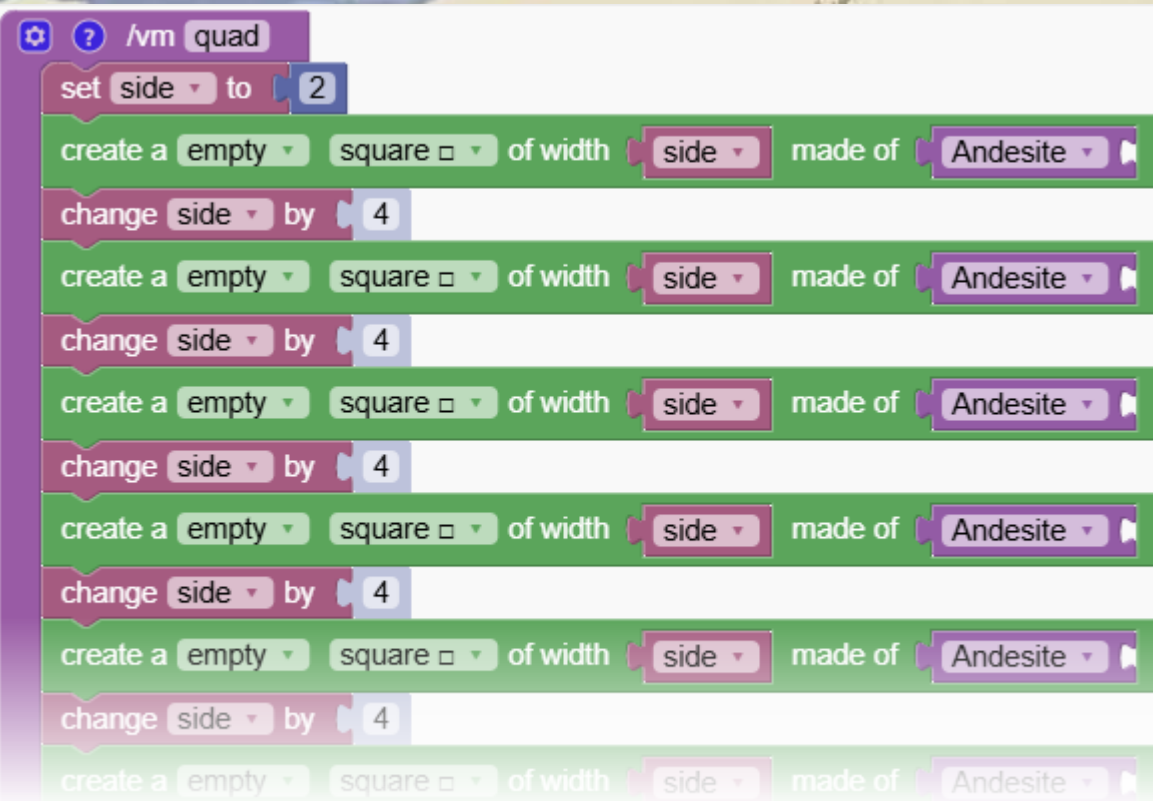 ? /vm quad
set side to 2
create a empty square □ of width side made of Andesite
change side by 4
create a empty square □ of width side made of Andesite
change side by 4
create a empty square □ of width side made of Andesite
change side by 4
create a empty square □ of width side made of Andesite
change side by 4
create a empty square □ of width side made of Andesite
change side by 4
create a empty square □ of width side made of Andesite